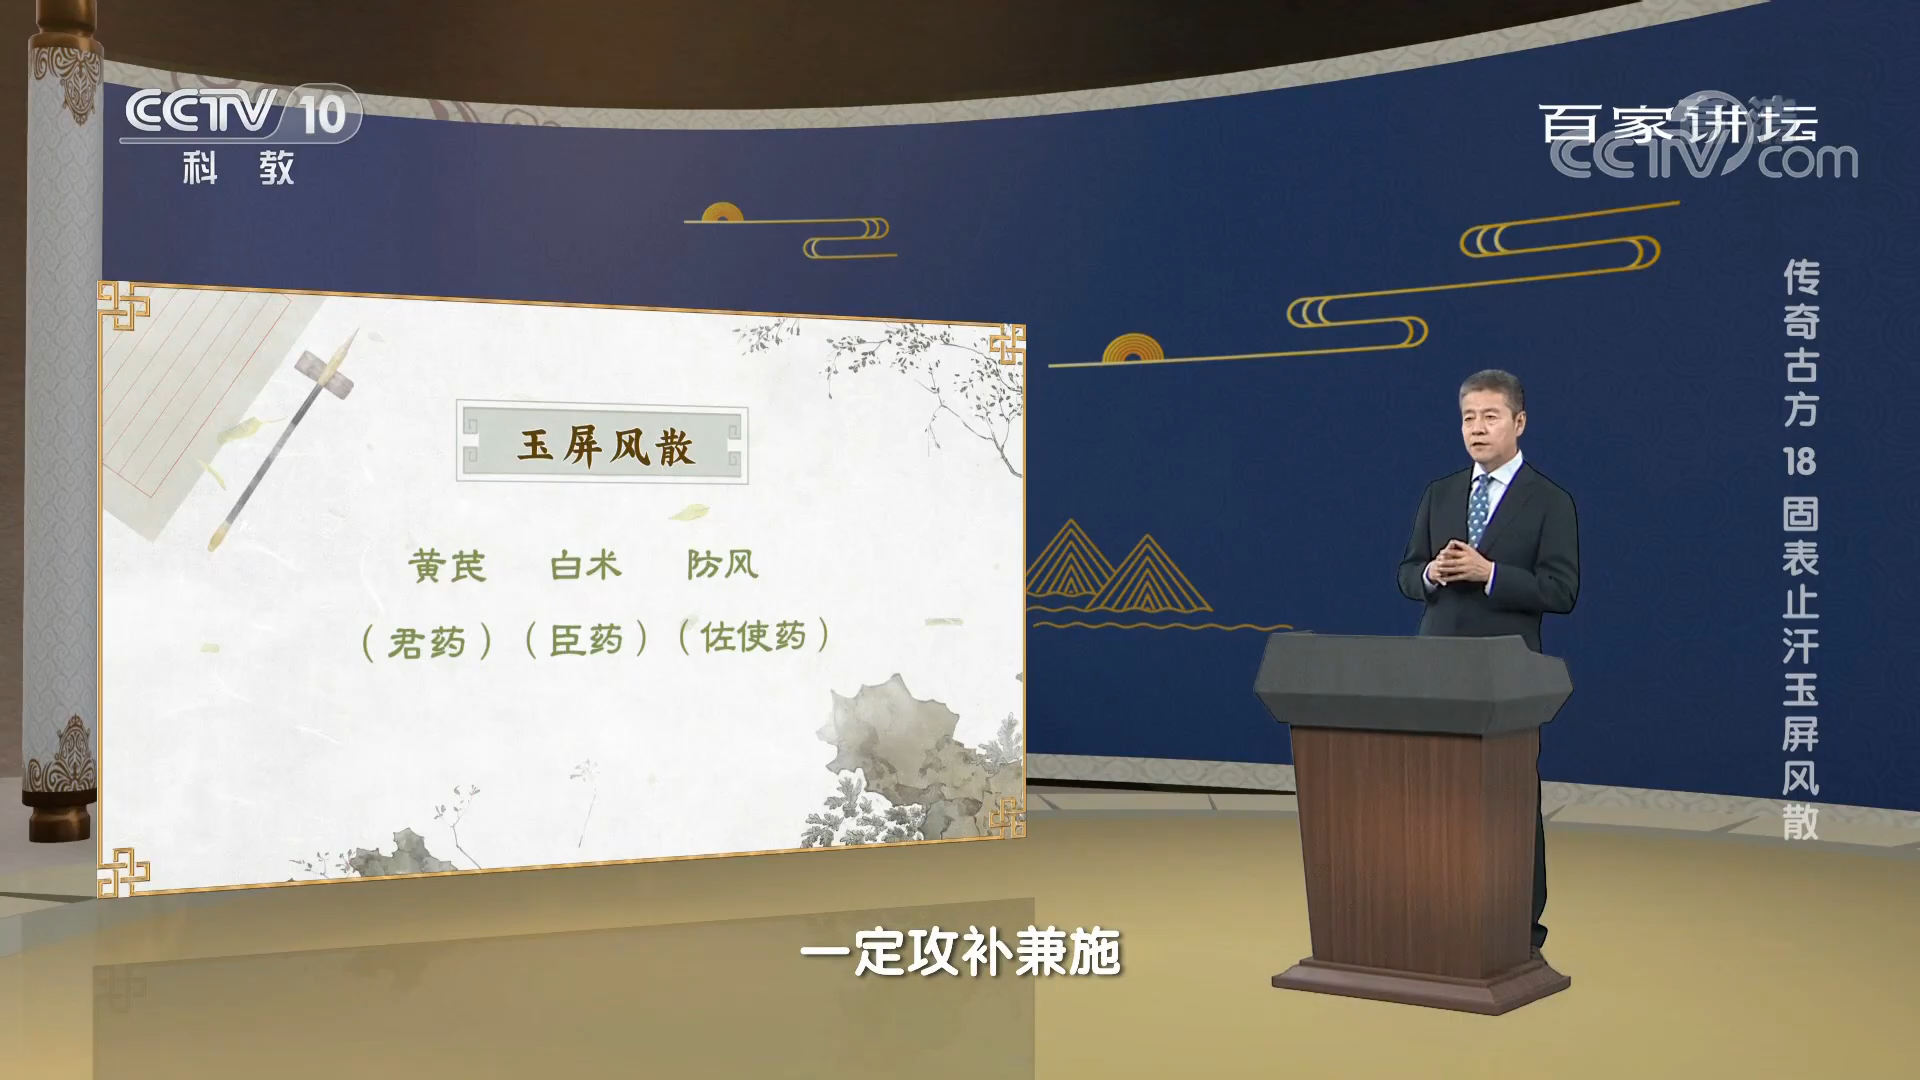 CCTV 10
科 教
百家讲坛
CCTV.com
传奇古方 18 固表止汗玉屏风散
玉屏风散
黄芪 白术 防风
（君药）（臣药）（佐使药）
一定攻补兼施